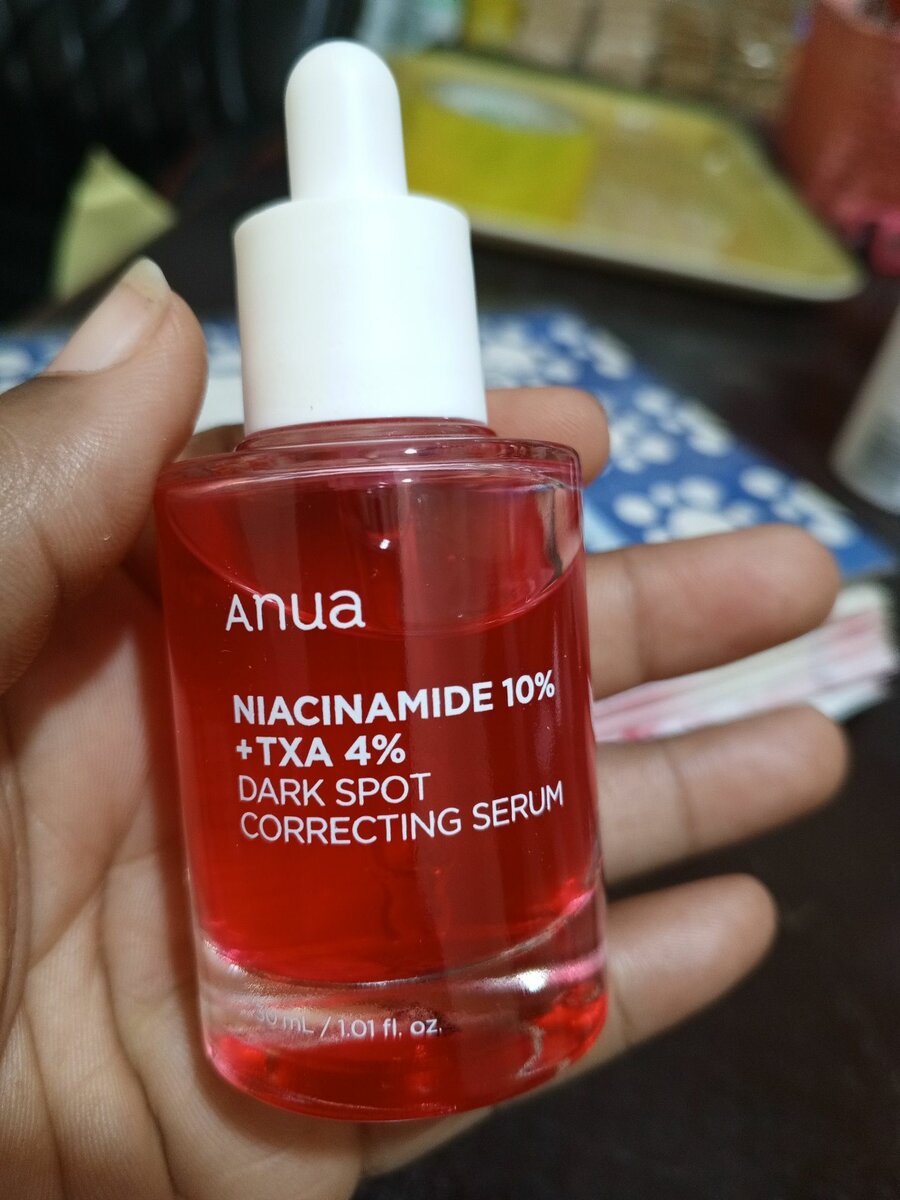 Anua
NIACINAMIDE 10%
+TXA 4%
DARK SPOT
CORRECTING SERUM
30 mL / 1.01 fl. oz.